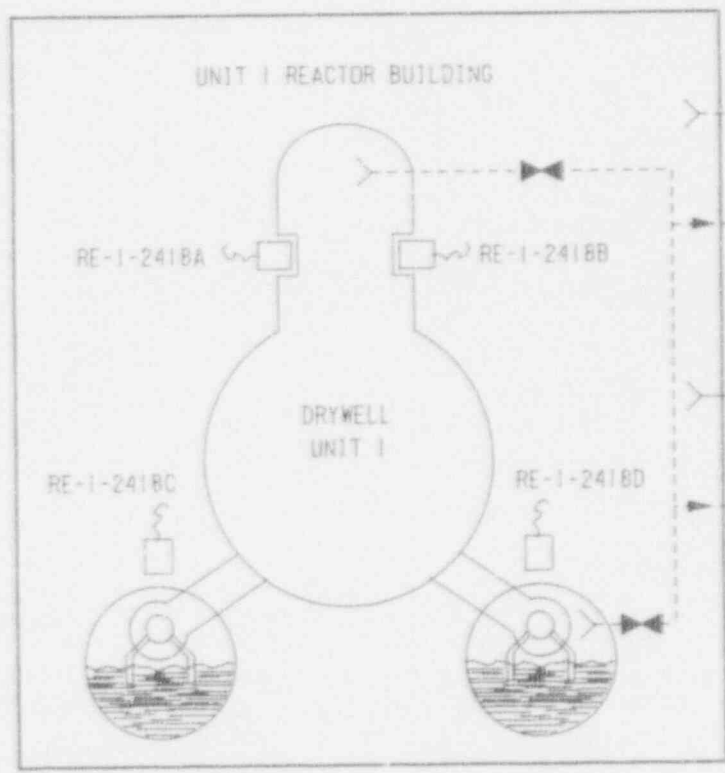 UNIT 1 REACTOR BUILDING
RE-1-2418A
RE-1-2418B
DRYWELL
UNIT 1
RE-1-2418C
RE-1-2418D